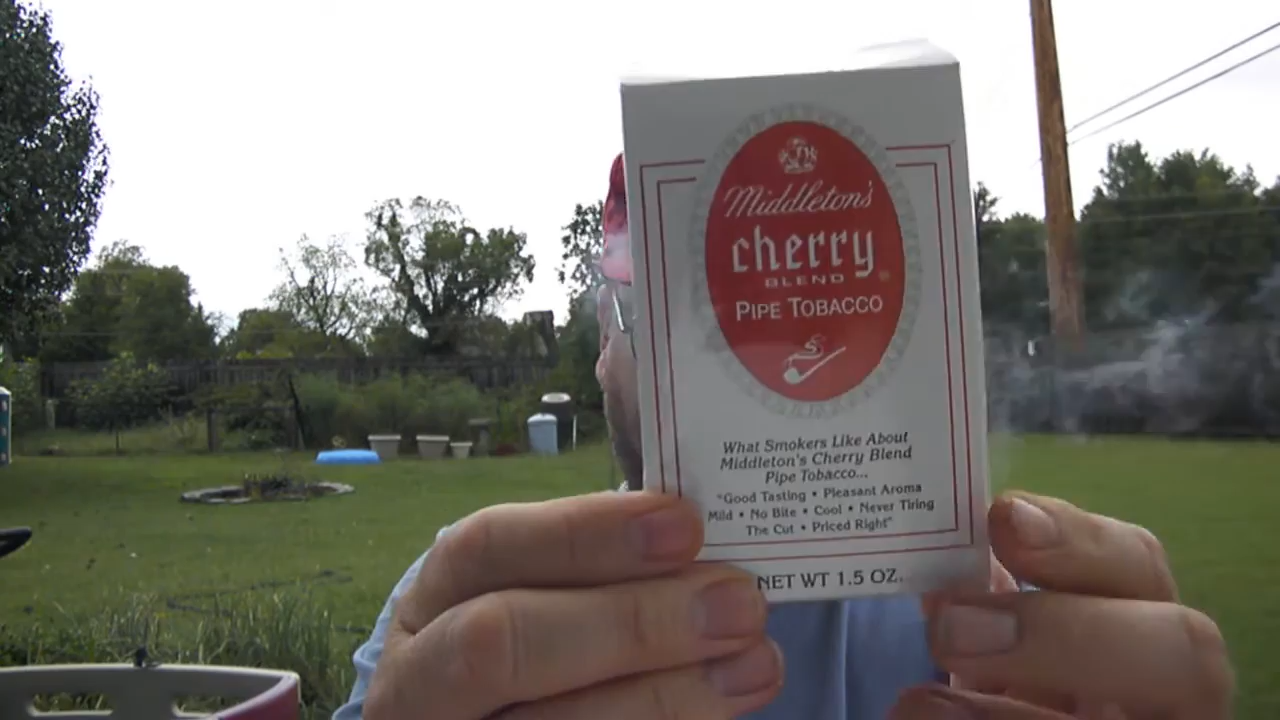 Middleton's
cherry
BLEND
PIPE TOBACCO
What Smokers Like About
Middleton's Cherry Blend
Pipe Tobacco...
"Good Tasting • Pleasant Aroma
Mild • No Bite • Cool • Never Tiring
The Cut • Priced Right"
NET WT 1.5 OZ.